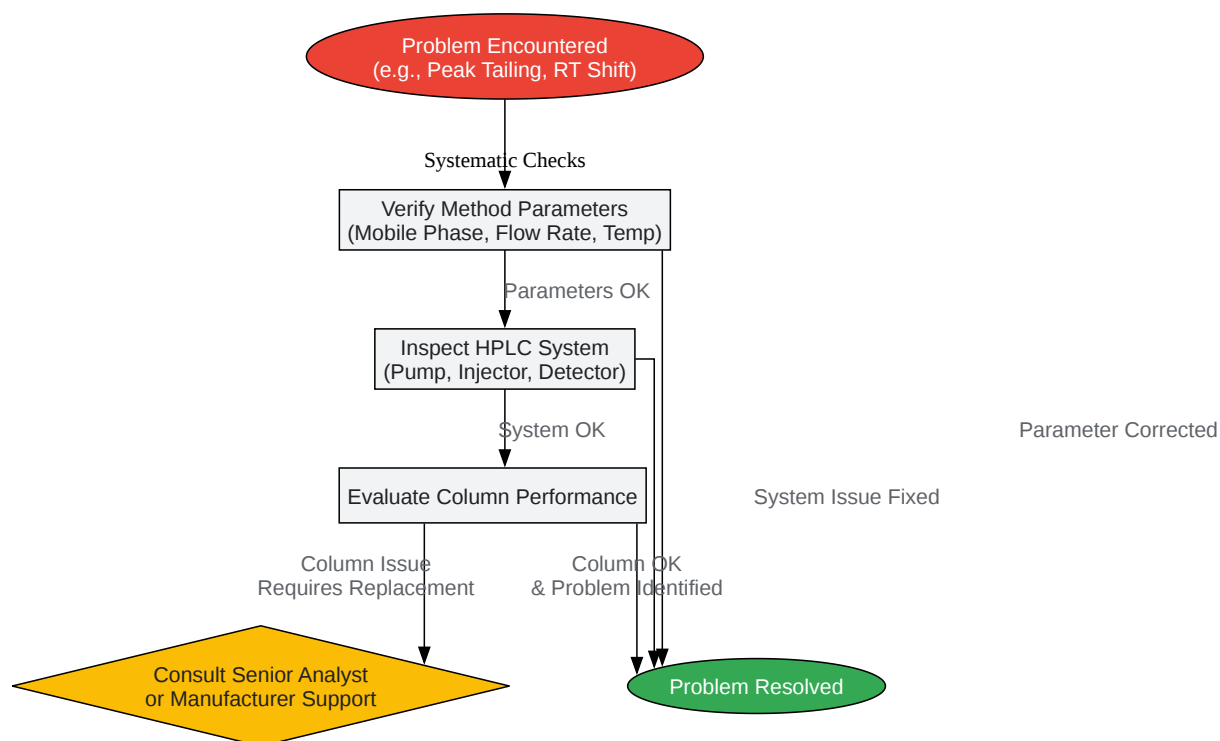 Problem Encountered
(e.g., Peak Tailing, RT Shift)
Systematic Checks
Verify Method Parameters
(Mobile Phase, Flow Rate, Temp)
Parameters OK
Inspect HPLC System
(Pump, Injector, Detector)
System OK
Parameter Corrected
Evaluate Column Performance
System Issue Fixed
Column Issue
Requires Replacement
Column OK
& Problem Identified
Consult Senior Analyst
or Manufacturer Support
Problem Resolved